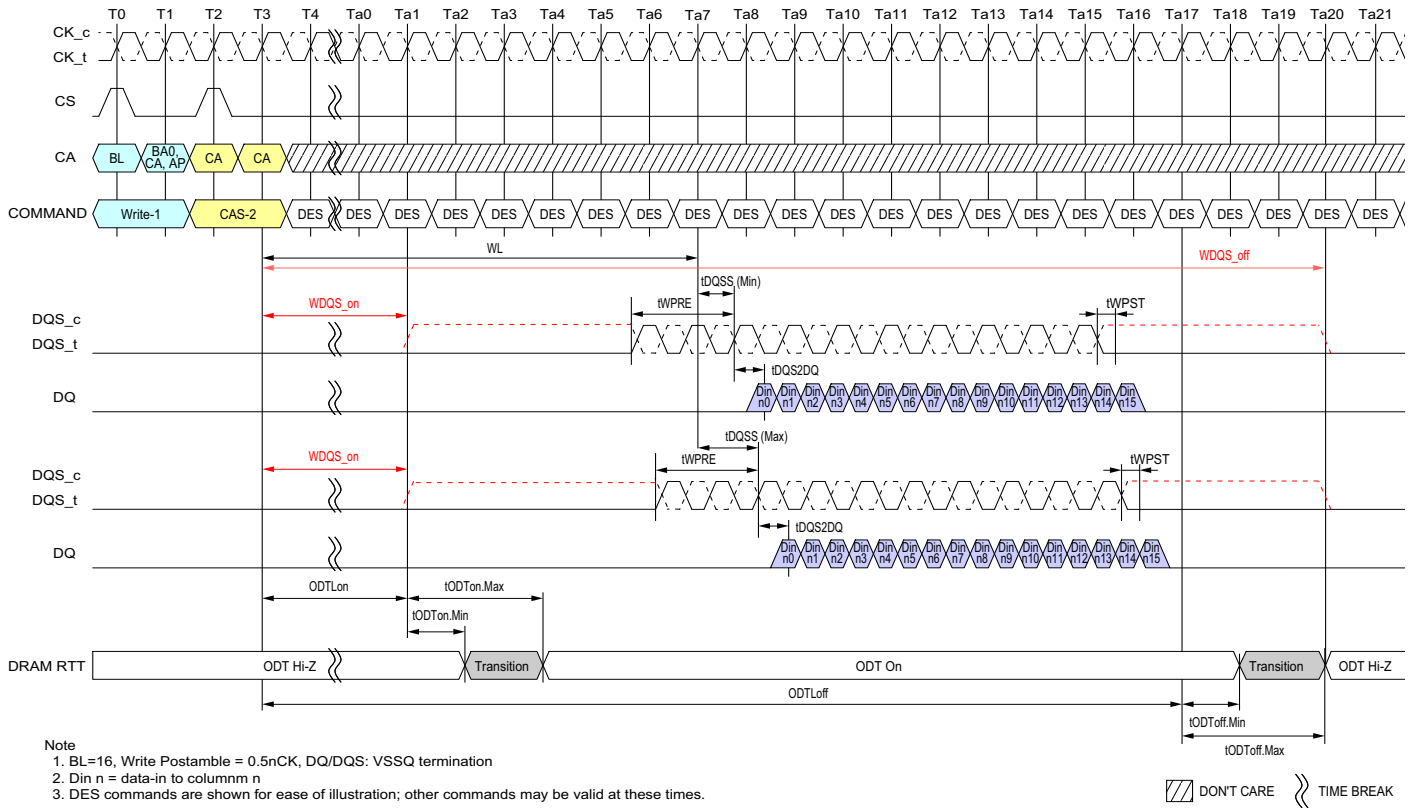 T0 T1 T2 T3 T4 Ta0 Ta1 Ta2 Ta3 Ta4 Ta5 Ta6 Ta7 Ta8 Ta9 Ta10 Ta11 Ta12 Ta13 Ta14 Ta15 Ta16 Ta17 Ta18 Ta19 Ta20 Ta21
CK_c
CK_t
CS
CA BL BA0, CA, AP CA CA
COMMAND Write-1 CAS-2 DES DES DES DES DES DES DES DES DES DES DES DES DES DES DES DES DES DES DES DES DES DES DES
WL
WDQS_off
tDQSS (Min)
WDQS_on tWPRE tWPST
DQS_c
DQS_t
tDQS2DQ
DQ Din n0 Din n1 Din n2 Din n3 Din n4 Din n5 Din n6 Din n7 Din n8 Din n9 Din n10 Din n11 Din n12 Din n13 Din n14 Din n15
tDQSS (Max)
WDQS_on tWPRE tWPST
DQS_c
DQS_t
tDQS2DQ
DQ Din n0 Din n1 Din n2 Din n3 Din n4 Din n5 Din n6 Din n7 Din n8 Din n9 Din n10 Din n11 Din n12 Din n13 Din n14 Din n15
ODTLon tODTon.Max
tODTon.Min
DRAM RTT ODT Hi-Z Transition ODT On Transition ODT Hi-Z
ODTLoff
tODToff.Min
tODToff.Max
Note
1. BL=16, Write Postamble = 0.5nCK, DQ/DQS: VSSQ termination
2. Din n = data-in to columnm n
3. DES commands are shown for ease of illustration; other commands may be valid at these times.
DON'T CARE TIME BREAK